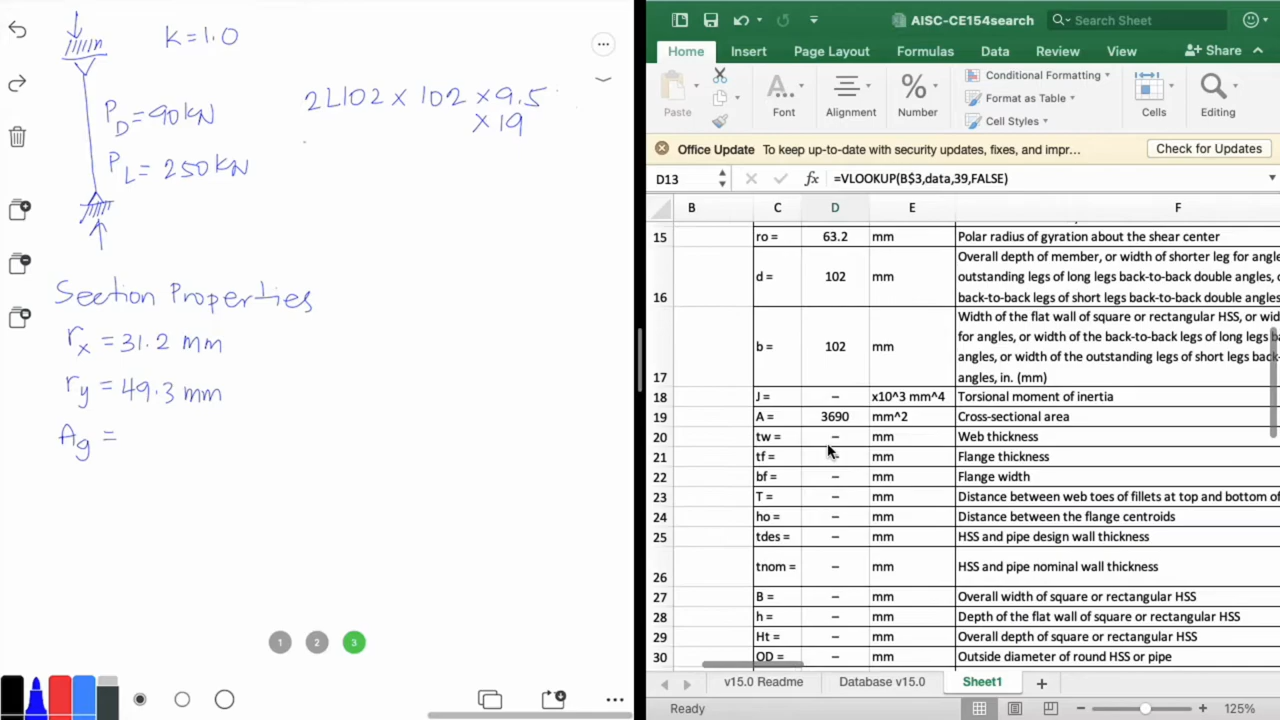 K = 1.0
P_D = 90 kN
P_L = 250 kN
2L102 × 102 × 9.5
× 19
Section Properties
r_x = 31.2 mm
r_y = 49.3 mm
A_g =
1 2 3
AISC-CE154search
Search Sheet
Home Insert Page Layout Formulas Data Review View Share
Paste
Font
Alignment
Number
Conditional Formatting
Format as Table
Cell Styles
Cells
Editing
Office Update To keep up-to-date with security updates, fixes, and impr... Check for Updates
D13 fx =VLOOKUP(B$3,data,39,FALSE)
B C D E F
15 ro = 63.2 mm Polar radius of gyration about the shear center
Overall depth of member, or width of shorter leg for angle
16 d = 102 mm outstanding legs of long legs back-to-back double angles,
back-to-back legs of short legs back-to-back double angles
Width of the flat wall of square or rectangular HSS, or wid
17 b = 102 mm for angles, or width of the back-to-back legs of long legs b
angles, or width of the outstanding legs of short legs back-
angles, in. (mm)
18 J = – x10^3 mm^4 Torsional moment of inertia
19 A = 3690 mm^2 Cross-sectional area
20 tw = – mm Web thickness
21 tf = – mm Flange thickness
22 bf = – mm Flange width
23 T = – mm Distance between web toes of fillets at top and bottom of
24 ho = – mm Distance between the flange centroids
25 tdes = – mm HSS and pipe design wall thickness
26 tnom = – mm HSS and pipe nominal wall thickness
27 B = – mm Overall width of square or rectangular HSS
28 h = – mm Depth of the flat wall of square or rectangular HSS
29 Ht = – mm Overall depth of square or rectangular HSS
30 OD = – mm Outside diameter of round HSS or pipe
v15.0 Readme Database v15.0 Sheet1
Ready 125%